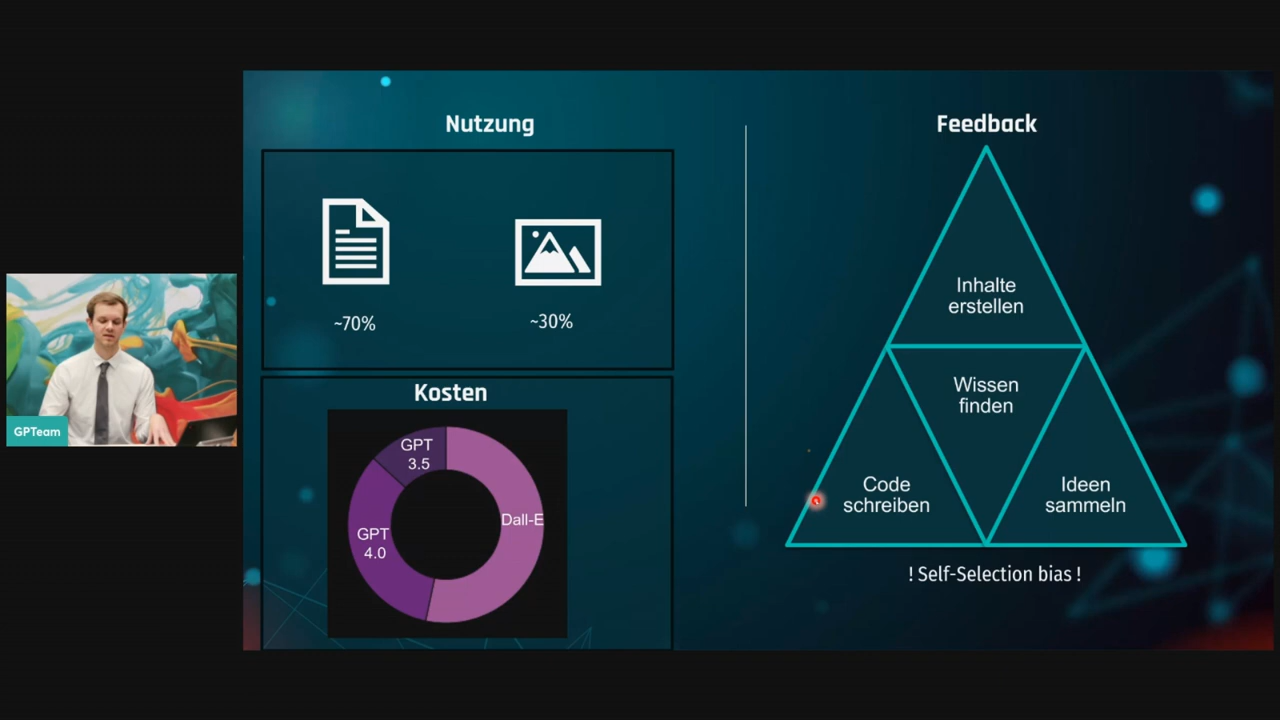 Nutzung
~70%
~30%
Kosten
GPT
3.5
GPT
4.0
Dall-E
Feedback
Inhalte
erstellen
Wissen
finden
Code
schreiben
Ideen
sammeln
! Self-Selection bias !
GPTeam